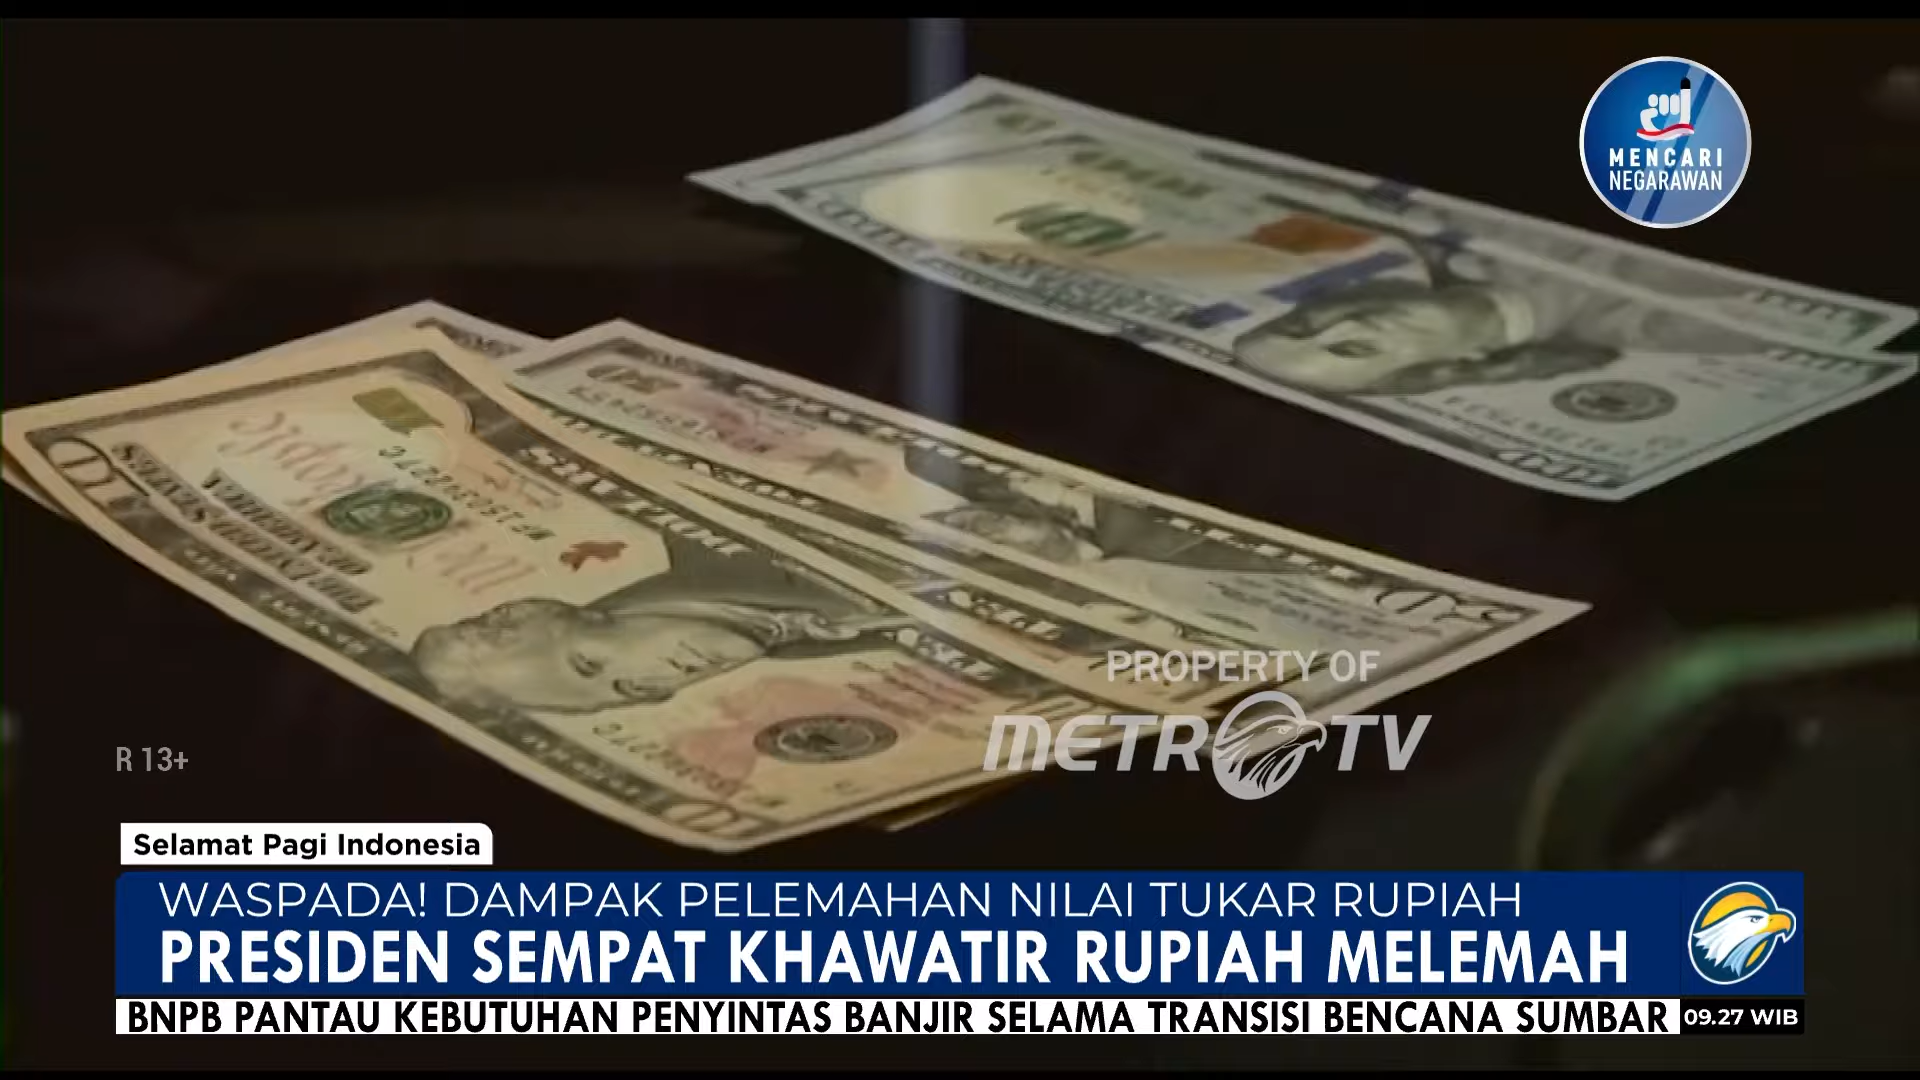 MENCARI
NEGARAWAN
PROPERTY OF
METRO TV
R 13+
Selamat Pagi Indonesia
WASPADA! DAMPAK PELEMAHAN NILAI TUKAR RUPIAH
PRESIDEN SEMPAT KHAWATIR RUPIAH MELEMAH
BNPB PANTAU KEBUTUHAN PENYINTAS BANJIR SELAMA TRANSISI BENCANA SUMBAR
09.27 WIB